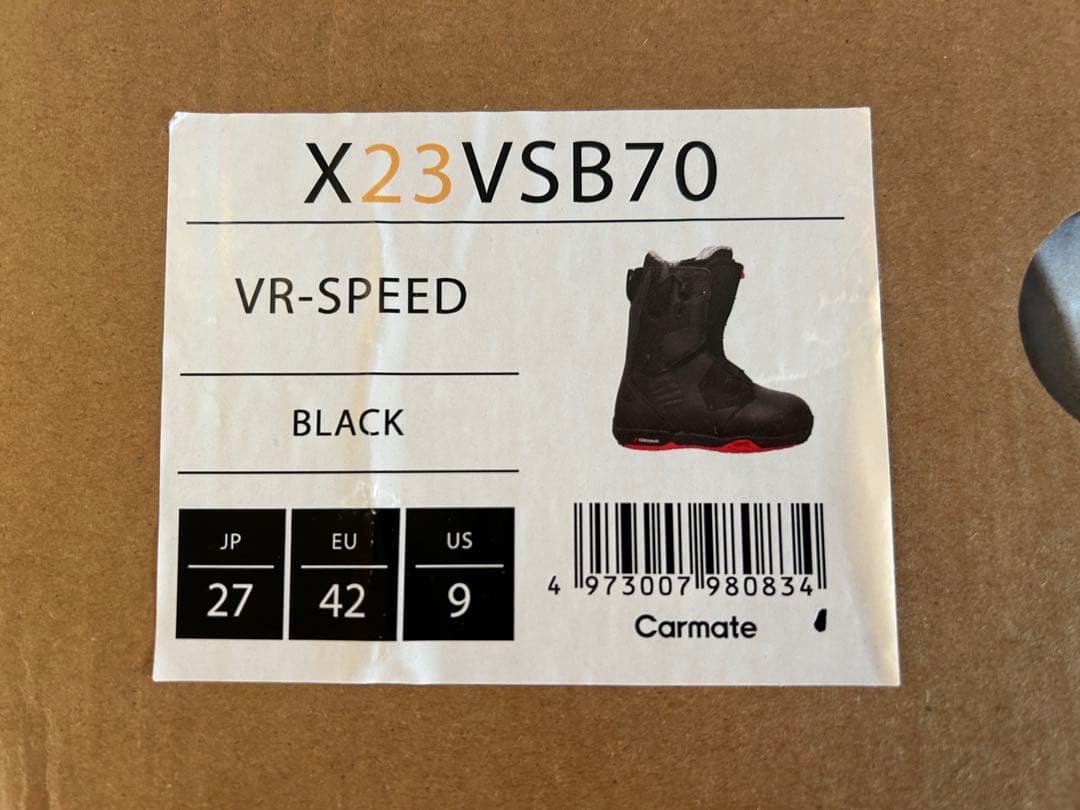 X23VSB70
VR-SPEED
BLACK
JP
27
EU
42
US
9
4 973007 980834
Carmate